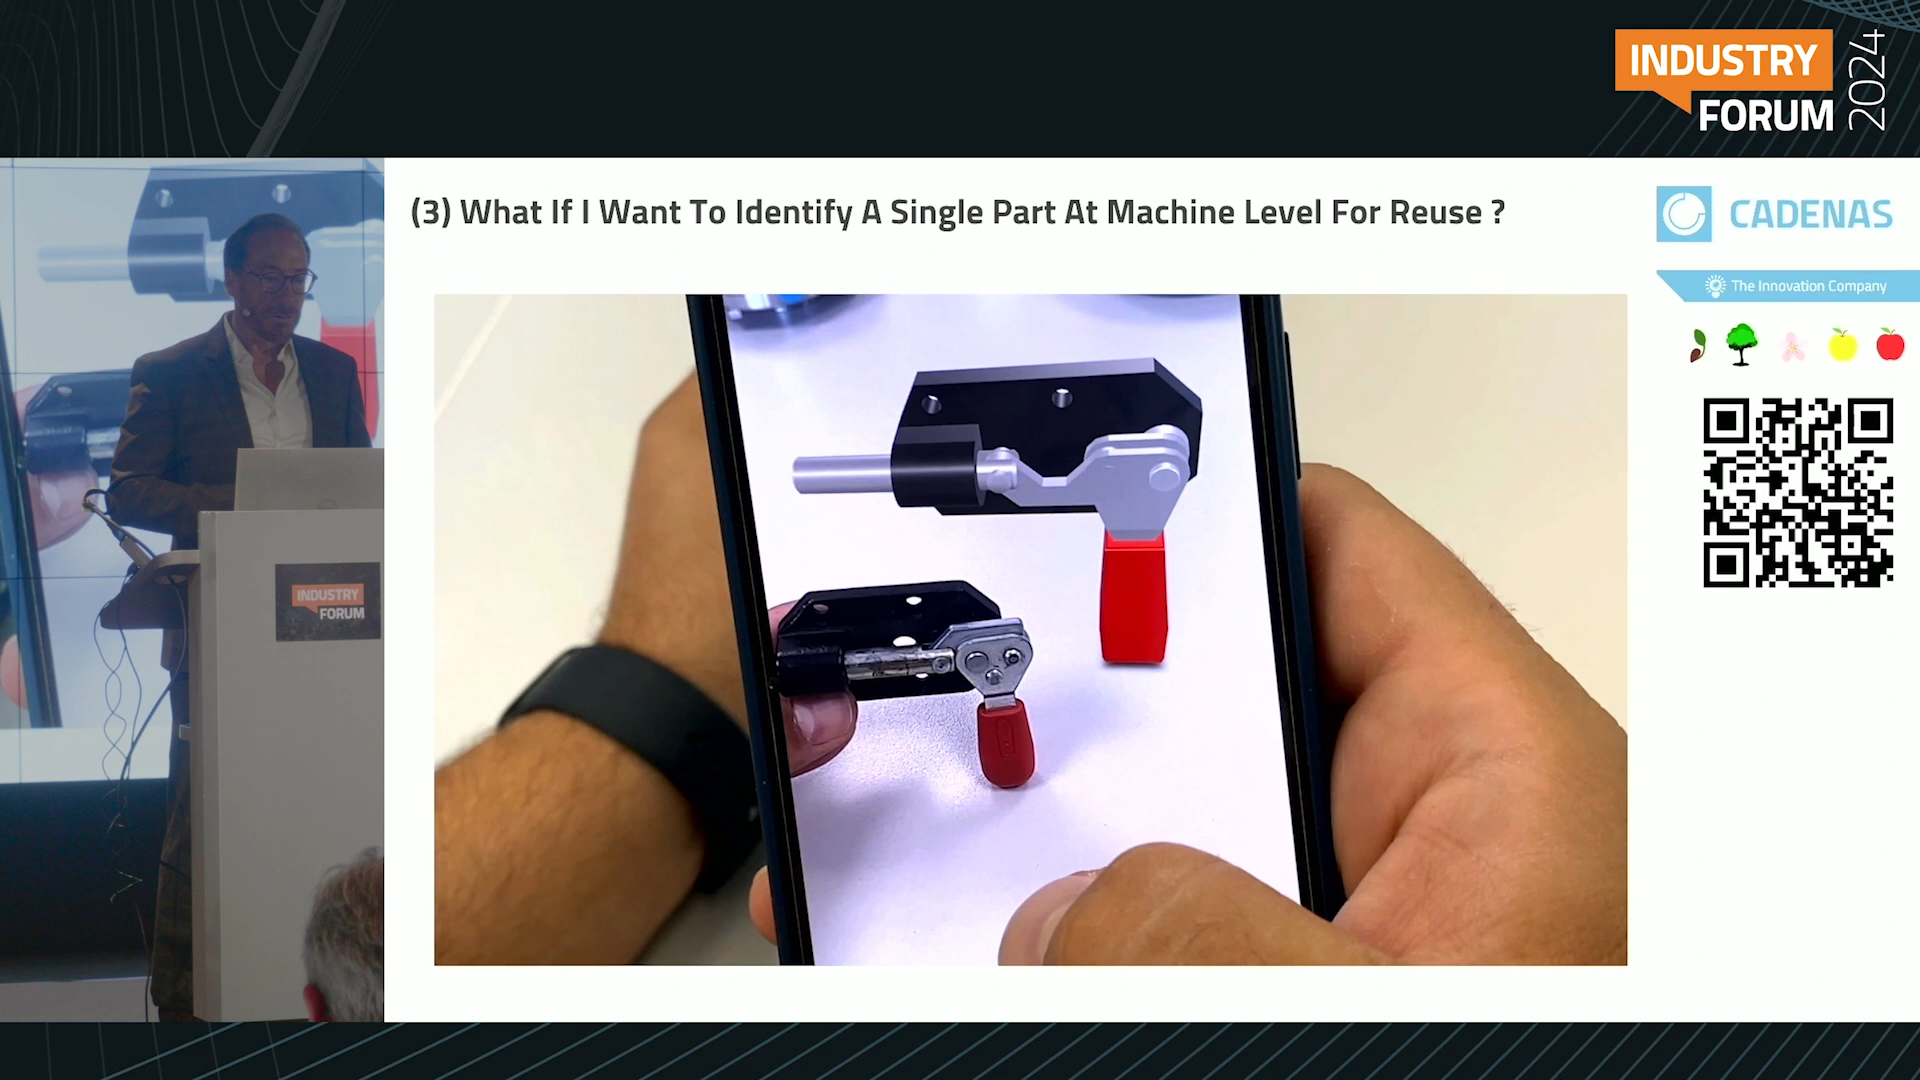 INDUSTRY
FORUM
2024
(3) What If I Want To Identify A Single Part At Machine Level For Reuse ?
CADENAS
The Innovation Company
INDUSTRY
FORUM